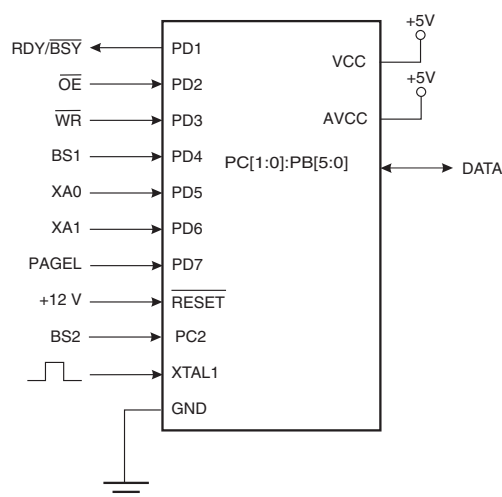 +5V
RDY/BSY PD1
VCC
OE PD2
+5V
WR PD3
AVCC
BS1 PD4
PC[1:0]:PB[5:0]
DATA
XA0 PD5
XA1 PD6
PAGEL PD7
+12 V RESET
BS2 PC2
XTAL1
GND